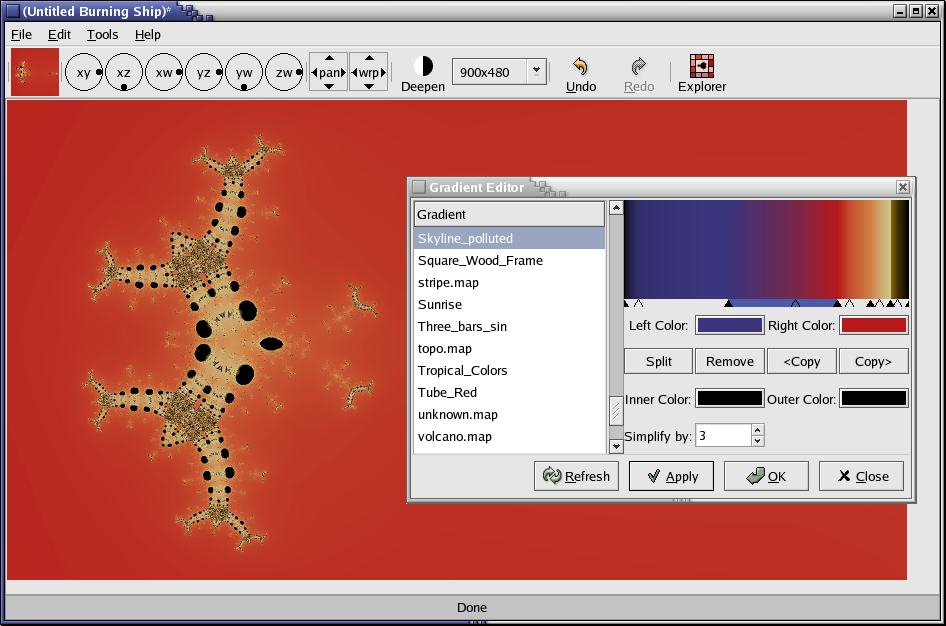 (Untitled Burning Ship)*
File Edit Tools Help
xy xz xw yz yw zw pan wrp
Deepen
900x480
Undo
Redo
Explorer
Gradient Editor
Gradient
Skyline_polluted
Square_Wood_Frame
stripe.map
Sunrise
Three_bars_sin
topo.map
Tropical_Colors
Tube_Red
unknown.map
volcano.map
Left Color: Right Color:
Split Remove <Copy Copy>
Inner Color: Outer Color:
Simplify by: 3
Refresh Apply OK Close
Done